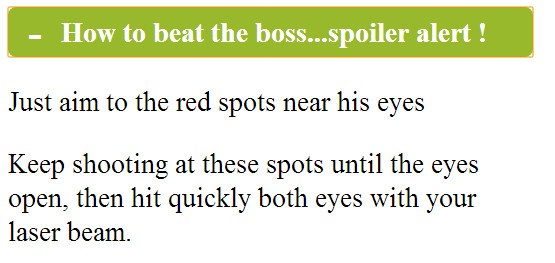 - How to beat the boss...spoiler alert !
Just aim to the red spots near his eyes
Keep shooting at these spots until the eyes
open, then hit quickly both eyes with your
laser beam.